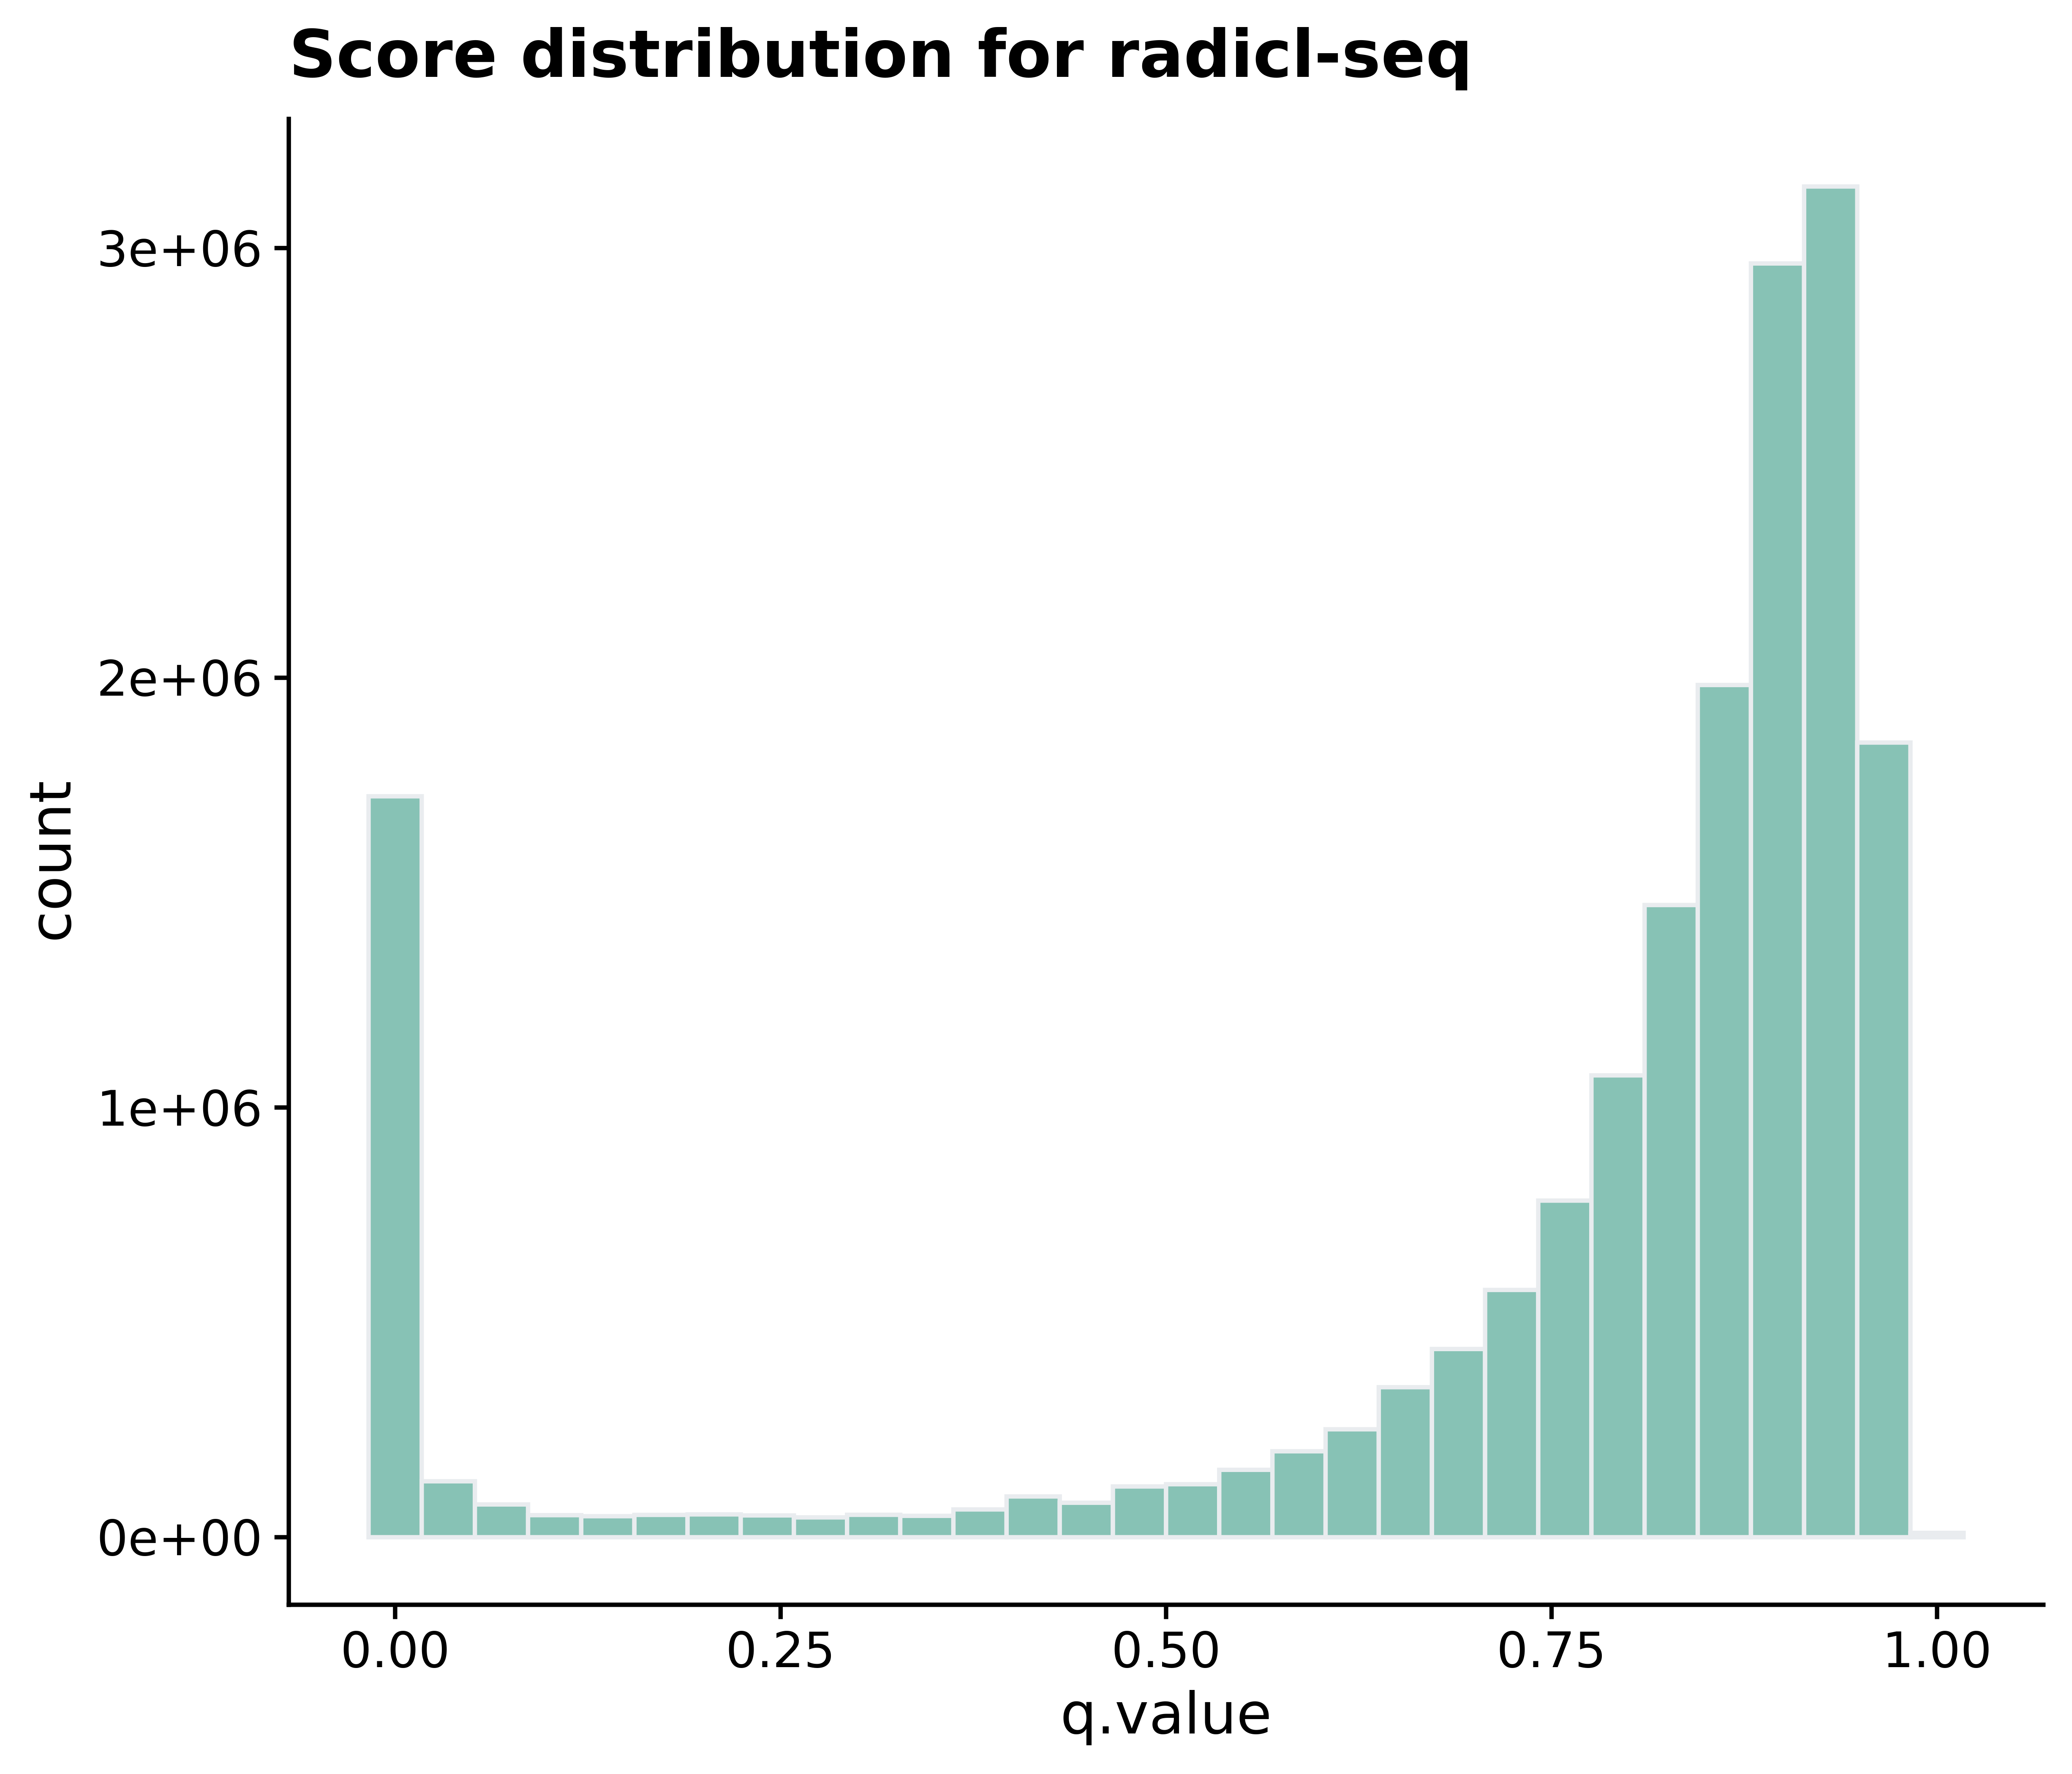 Score distribution for radicl-seq
3e+06
2e+06
1e+06
0e+00
count
0.00 0.25 0.50 0.75 1.00
q.value